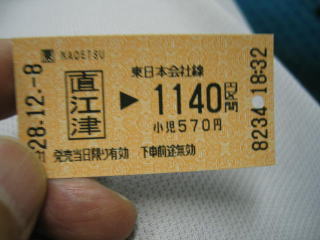 NAOETSU
直江津 ▶ 東日本会社線 1140円区間
小児570円
発売当日限り有効 下車前途無効
28.12.-8
8234 18:32